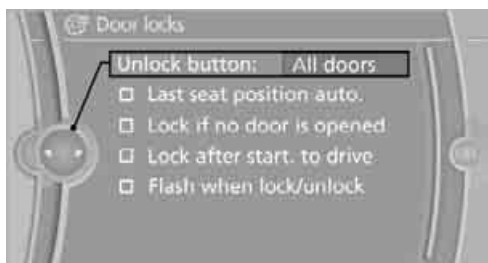 Door locks
Unlock button: All doors
Last seat position auto.
Lock if no door is opened
Lock after start. to drive
Flash when lock/unlock